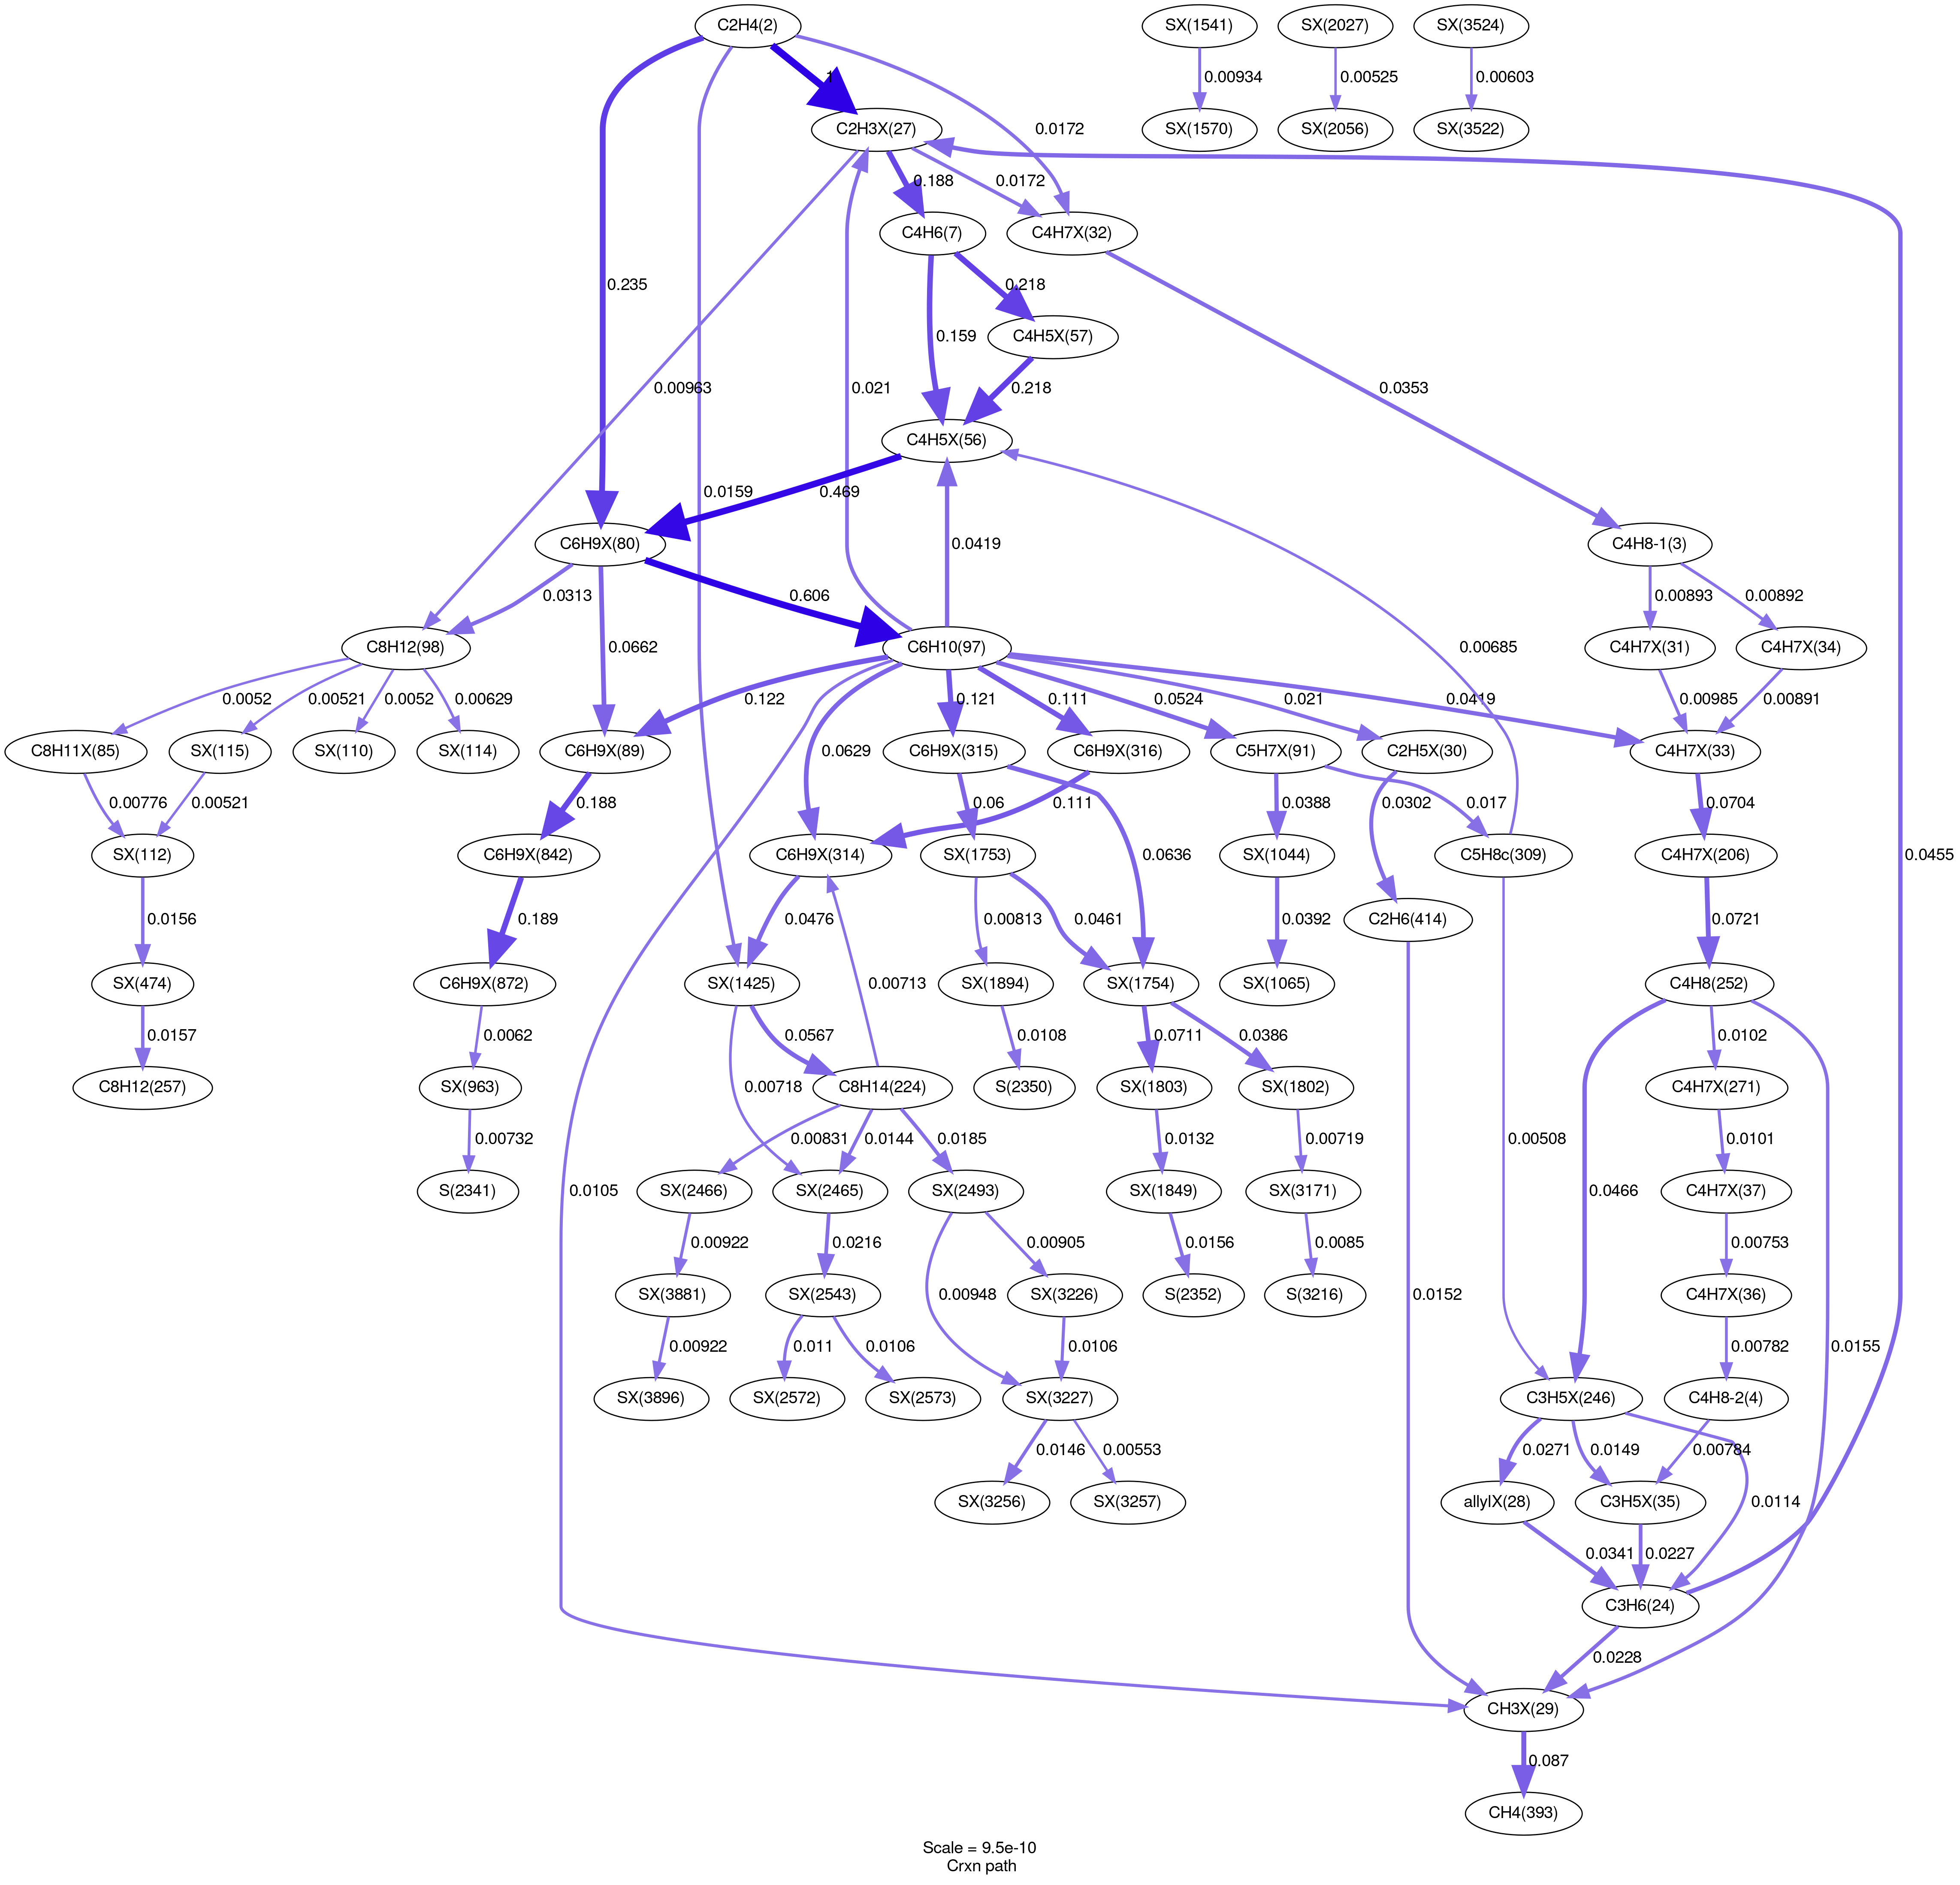 C2H4(2)
SX(1541)
SX(2027)
SX(3524)
1
0.00934
0.00525
0.00603
C2H3X(27)
0.0172
SX(1570)
SX(2056)
SX(3522)
0.188
0.0172
C4H6(7)
C4H7X(32)
0.235
0.218
0.159
C4H5X(57)
0.00963
0.021
0.218
0.0353
C4H5X(56)
0.0159
0.469
C6H9X(80)
0.0419
C4H8-1(3)
0.0313
0.606
0.00893
0.00892
C8H12(98)
0.0662
C6H10(97)
0.00685
C4H7X(31)
C4H7X(34)
0.0052
0.00521
0.0052
0.00629
0.122
0.121
0.111
0.0524
0.021
0.0419
0.00985
0.00891
C8H11X(85)
SX(115)
SX(110)
SX(114)
C6H9X(89)
0.0629
C6H9X(315)
C6H9X(316)
C5H7X(91)
C2H5X(30)
C4H7X(33)
0.00776
0.00521
0.188
0.06
0.111
0.0388
0.0302
0.017
0.0704
SX(112)
C6H9X(842)
C6H9X(314)
SX(1753)
0.0636
SX(1044)
C5H8c(309)
C4H7X(206)
0.0455
0.0156
0.189
0.0476
0.00813
0.0461
0.0392
C2H6(414)
0.0721
SX(474)
C6H9X(872)
SX(1425)
0.00713
SX(1894)
SX(1754)
SX(1065)
C4H8(252)
0.0157
0.0062
0.0567
0.0108
0.0711
0.0386
0.0102
C8H12(257)
SX(963)
0.00718
C8H14(224)
S(2350)
SX(1803)
SX(1802)
C4H7X(271)
0.00732
0.00831
0.0144
0.0185
0.0132
0.00719
0.00508
0.0101
S(2341)
0.0105
SX(2466)
SX(2465)
SX(2493)
SX(1849)
SX(3171)
0.0466
C4H7X(37)
0.00922
0.0216
0.00905
0.0156
0.0085
0.00753
SX(3881)
SX(2543)
0.00948
SX(3226)
S(2352)
S(3216)
0.0152
C4H7X(36)
0.00922
0.011
0.0106
0.0106
0.0155
0.00782
SX(3896)
SX(2572)
SX(2573)
SX(3227)
C3H5X(246)
C4H8-2(4)
0.0146
0.00553
0.0271
0.0149
0.00784
SX(3256)
SX(3257)
allylX(28)
C3H5X(35)
0.0114
0.0341
0.0227
C3H6(24)
0.0228
CH3X(29)
0.087
CH4(393)
Scale = 9.5e-10
Crxn path